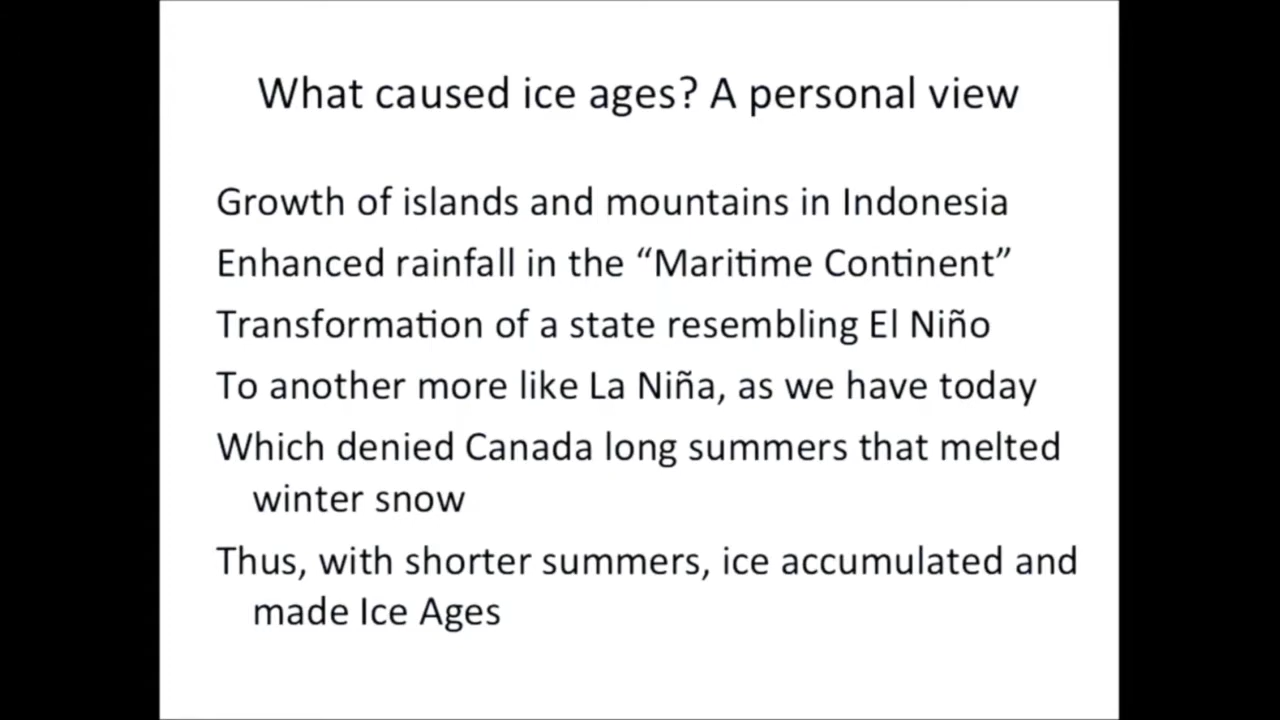 What caused ice ages? A personal view
Growth of islands and mountains in Indonesia
Enhanced rainfall in the “Maritime Continent”
Transformation of a state resembling El Niño
To another more like La Niña, as we have today
Which denied Canada long summers that melted
winter snow
Thus, with shorter summers, ice accumulated and
made Ice Ages